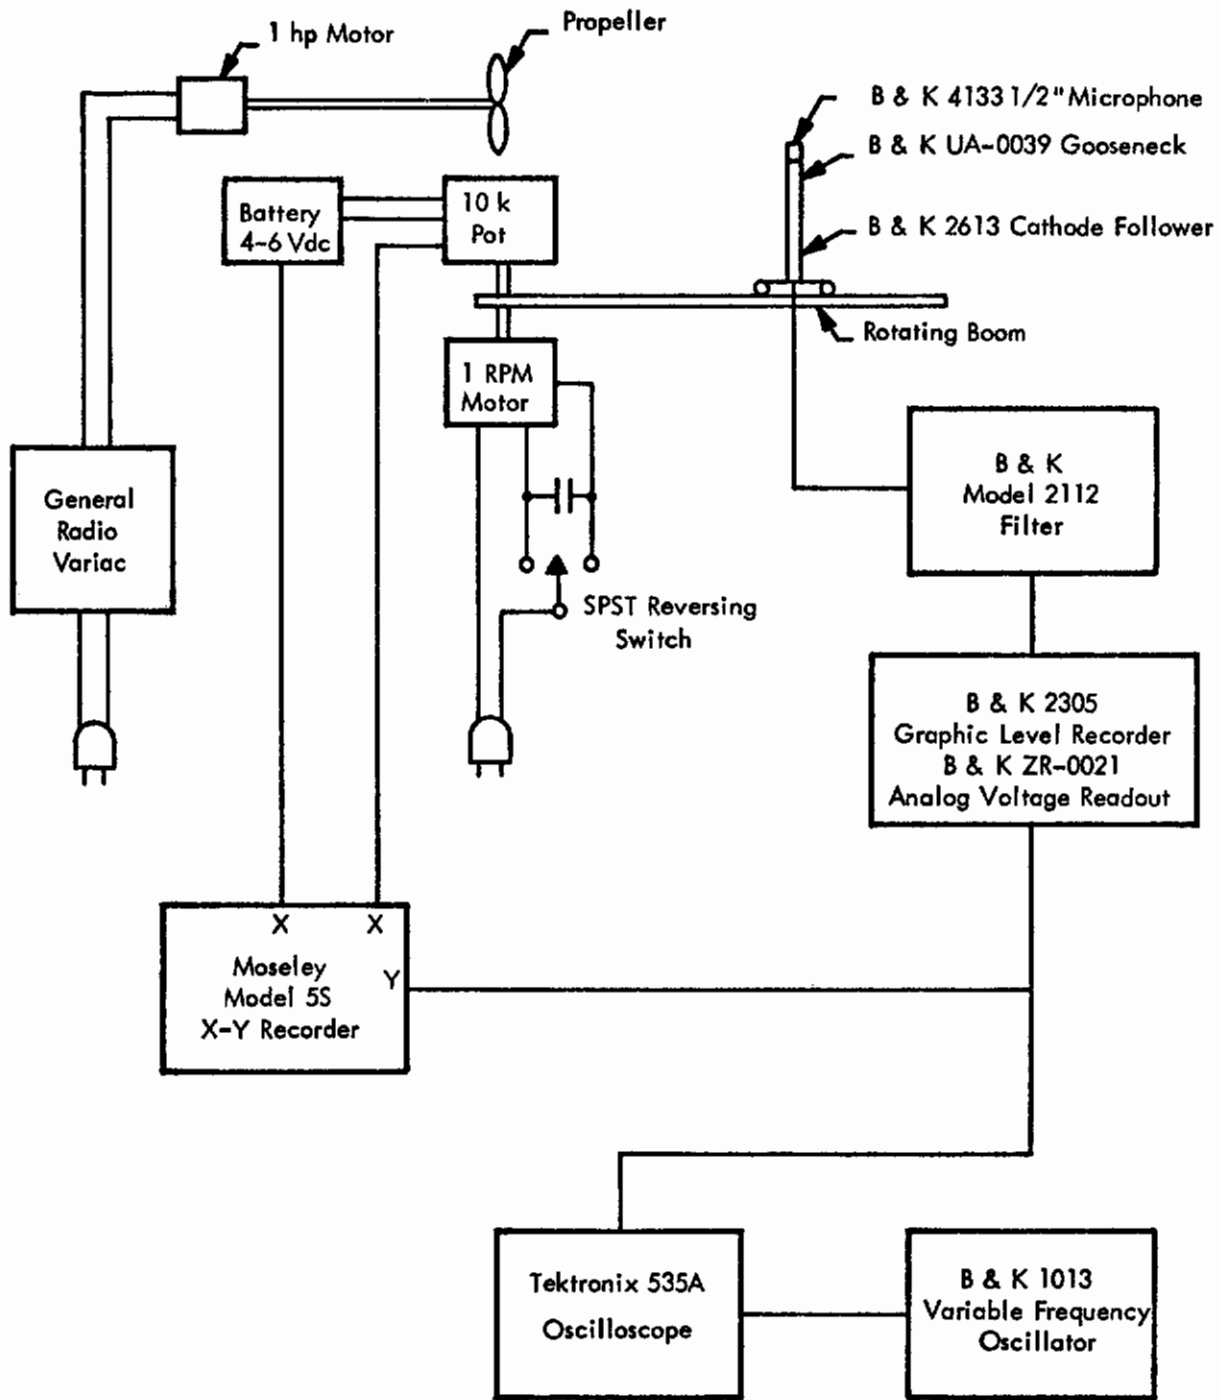 1 hp Motor
Propeller
B & K 4133 1/2" Microphone
B & K UA-0039 Gooseneck
B & K 2613 Cathode Follower
Rotating Boom
Battery
4-6 Vdc
10 k
Pot
1 RPM
Motor
General
Radio
Variac
SPST Reversing
Switch
B & K
Model 2112
Filter
B & K 2305
Graphic Level Recorder
B & K ZR-0021
Analog Voltage Readout
X X
Y
Moseley
Model 5S
X-Y Recorder
Tektronix 535A
Oscilloscope
B & K 1013
Variable Frequency
Oscillator